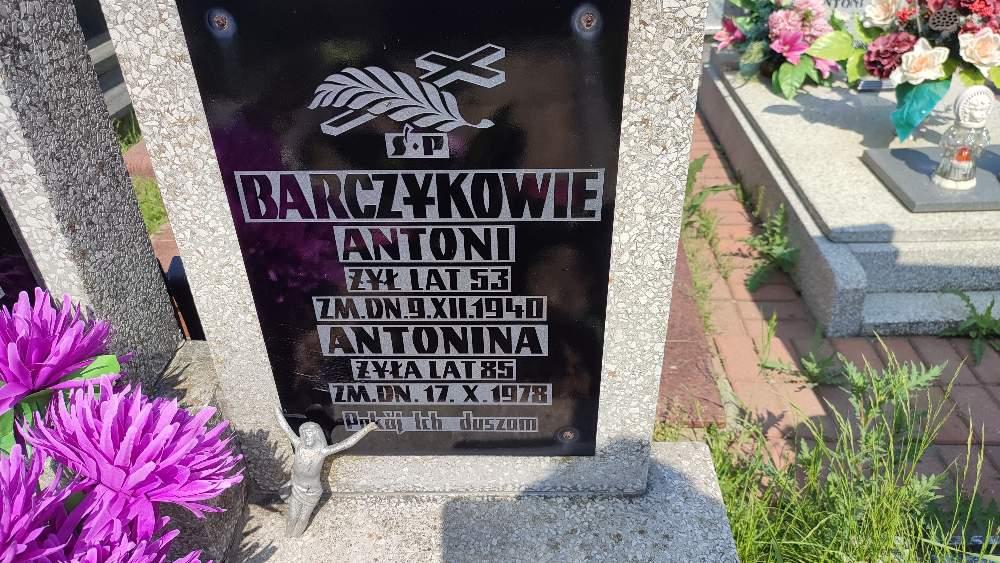 Ś.P
BARCZYKOWIE
ANTONI
ŻYŁ LAT 53
ZM. DN. 9.XII.1940
ANTONINA
ŻYŁA LAT 85
ZM. DN. 17. X. 1978
Pokój Ich duszom